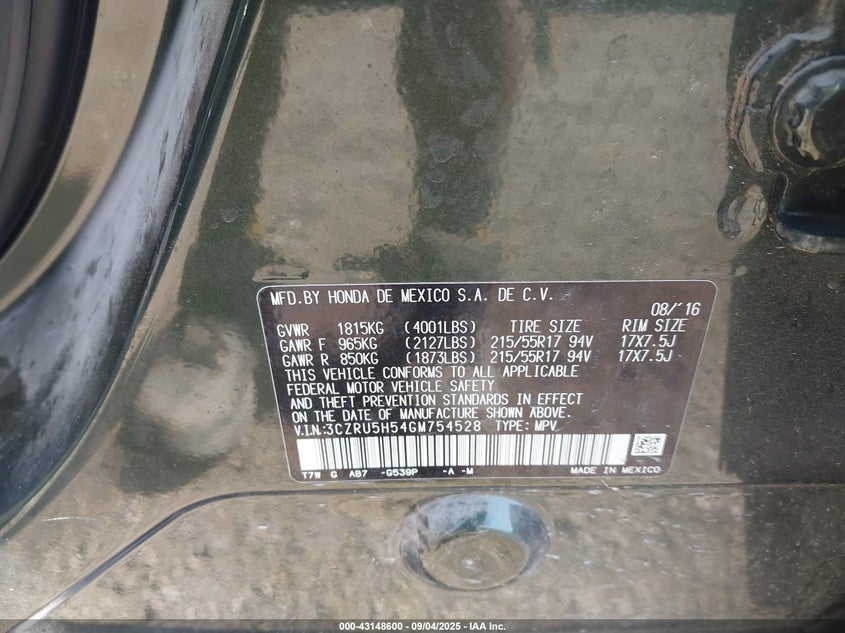 MFD.BY HONDA DE MEXICO S.A. DE C.V. 08/'16
GVWR 1815KG (4001LBS) TIRE SIZE RIM SIZE
GAWR F 965KG (2127LBS) 215/55R17 94V 17X7.5J
GAWR R 850KG (1873LBS) 215/55R17 94V 17X7.5J
THIS VEHICLE CONFORMS TO ALL APPLICABLE
FEDERAL MOTOR VEHICLE SAFETY
AND THEFT PREVENTION STANDARDS IN EFFECT
ON THE DATE OF MANUFACTURE SHOWN ABOVE.
V.I.N.:3CZRU5H54GM754528 TYPE: MPV
T7W G AB7 -G539P -A -M MADE IN MEXICO
000-43148600 - 09/04/2025 - IAA Inc.